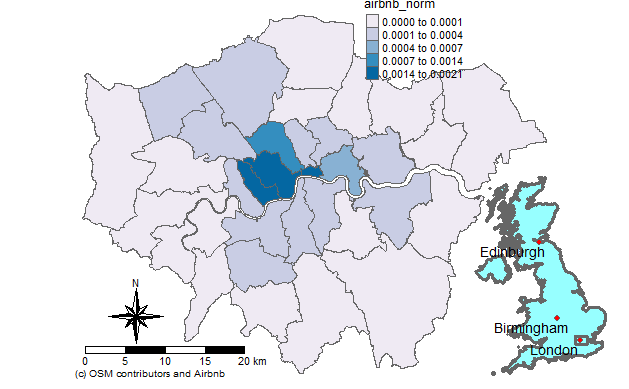 airbnb_norm
0.0000 to 0.0001
0.0001 to 0.0004
0.0004 to 0.0007
0.0007 to 0.0014
0.0014 to 0.0021
Edinburgh
Birmingham
London
N
0 5 10 15 20 km
(c) OSM contributors and Airbnb